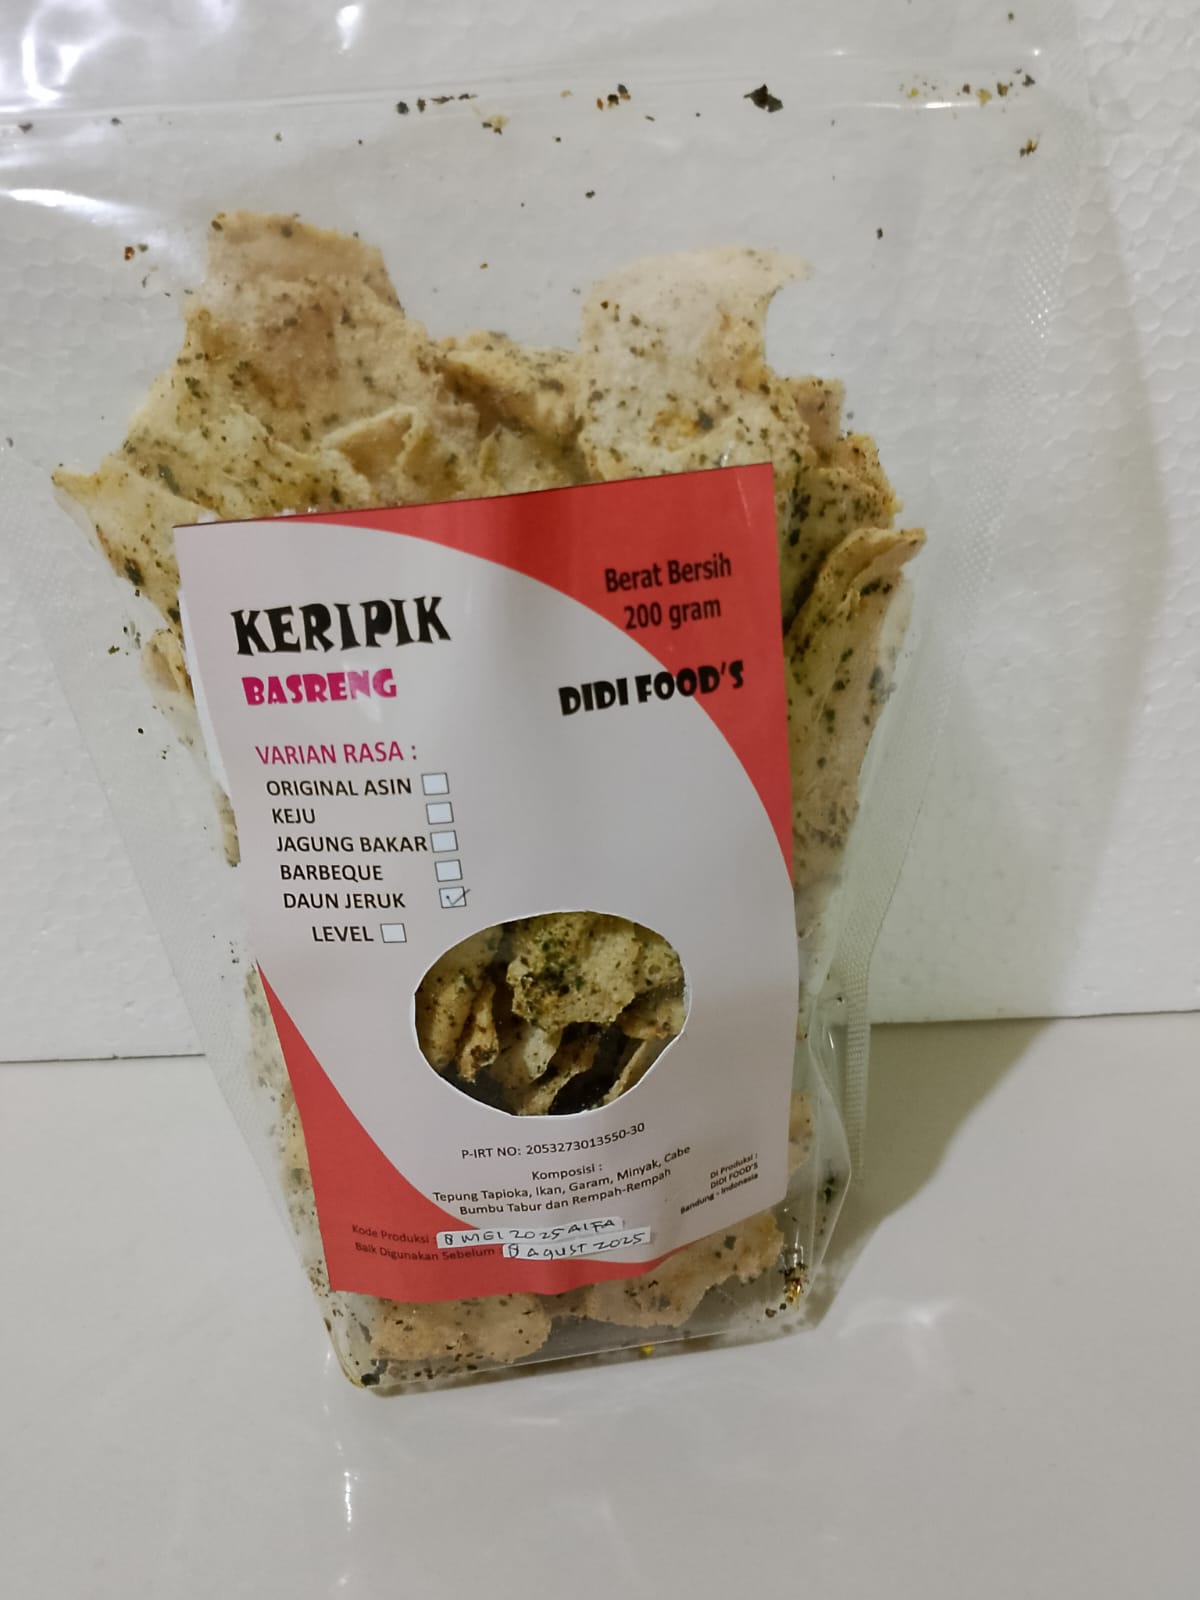 Berat Bersih
200 gram
KERIPIK
BASRENG
DIDI FOOD'S
VARIAN RASA :
ORIGINAL ASIN
KEJU
JAGUNG BAKAR
BARBEQUE
DAUN JERUK
LEVEL
P-IRT NO: 2053273013550-30
Komposisi :
Tepung Tapioka, Ikan, Garam, Minyak, Cabe
Bumbu Tabur dan Rempah-Rempah
Di Produksi :
DIDI FOOD'S
Bandung - Indonesia
Kode Produksi : 8 MEI 2025 ALFA
Baik Digunakan Sebelum : 8 AGUST 2025